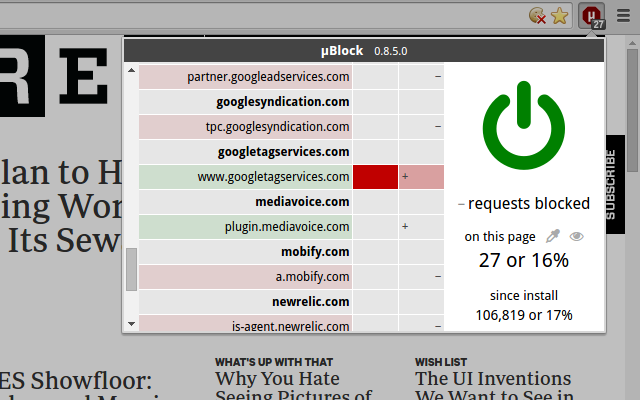 27
RE
µBlock 0.8.5.0
partner.googleadservices.com –
googlesyndication.com
tpc.googlesyndication.com –
googletagservices.com
www.googletagservices.com +
mediavoice.com
plugin.mediavoice.com +
mobify.com
a.mobify.com –
newrelic.com
is-agent.newrelic.com –
– requests blocked
on this page
27 or 16%
since install
106,819 or 17%
lan to H
ing Wor
Its Sew
SUBSCRIBE
ES Showfloor:
WHAT'S UP WITH THAT
Why You Hate
Seeing Pictures of
WISH LIST
The UI Inventions
We Want to See in